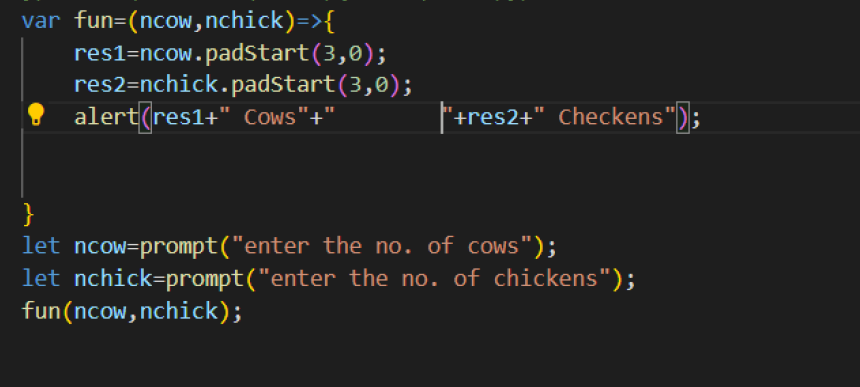 var fun=(ncow,nchick)=>{
    res1=ncow.padStart(3,0);
    res2=nchick.padStart(3,0);
    alert(res1+" Cows"+"        "+res2+" Checkens");
}
let ncow=prompt("enter the no. of cows");
let nchick=prompt("enter the no. of chickens");
fun(ncow,nchick);